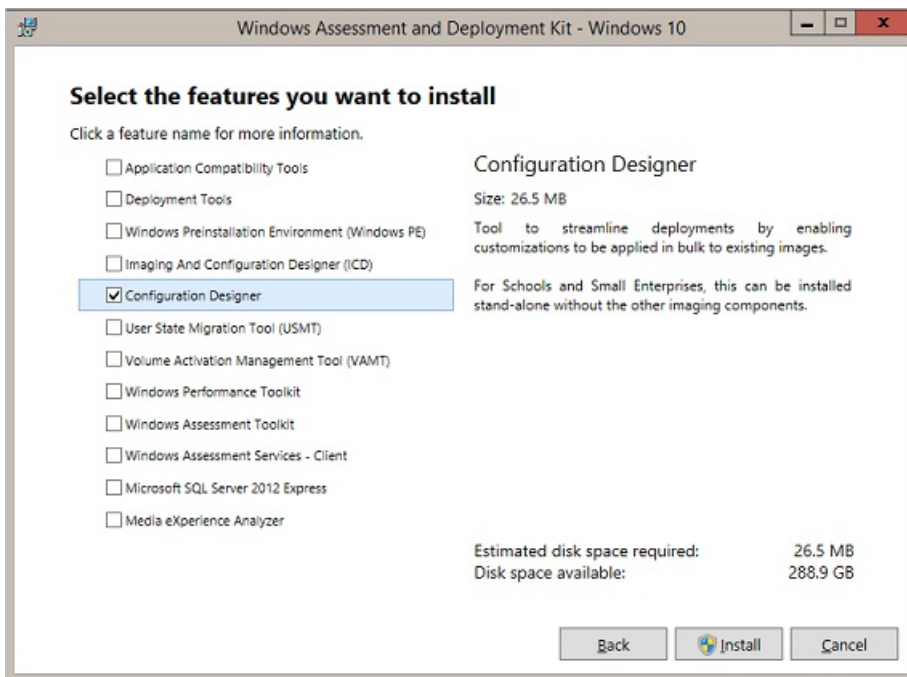 Windows Assessment and Deployment Kit - Windows 10
Select the features you want to install
Click a feature name for more information.
Application Compatibility Tools
Deployment Tools
Windows Preinstallation Environment (Windows PE)
Imaging And Configuration Designer (ICD)
Configuration Designer
User State Migration Tool (USMT)
Volume Activation Management Tool (VAMT)
Windows Performance Toolkit
Windows Assessment Toolkit
Windows Assessment Services - Client
Microsoft SQL Server 2012 Express
Media eXperience Analyzer
Configuration Designer
Size: 26.5 MB
Tool to streamline deployments by enabling
customizations to be applied in bulk to existing images.
For Schools and Small Enterprises, this can be installed
stand-alone without the other imaging components.
Estimated disk space required: 26.5 MB
Disk space available: 288.9 GB
Back
Install
Cancel